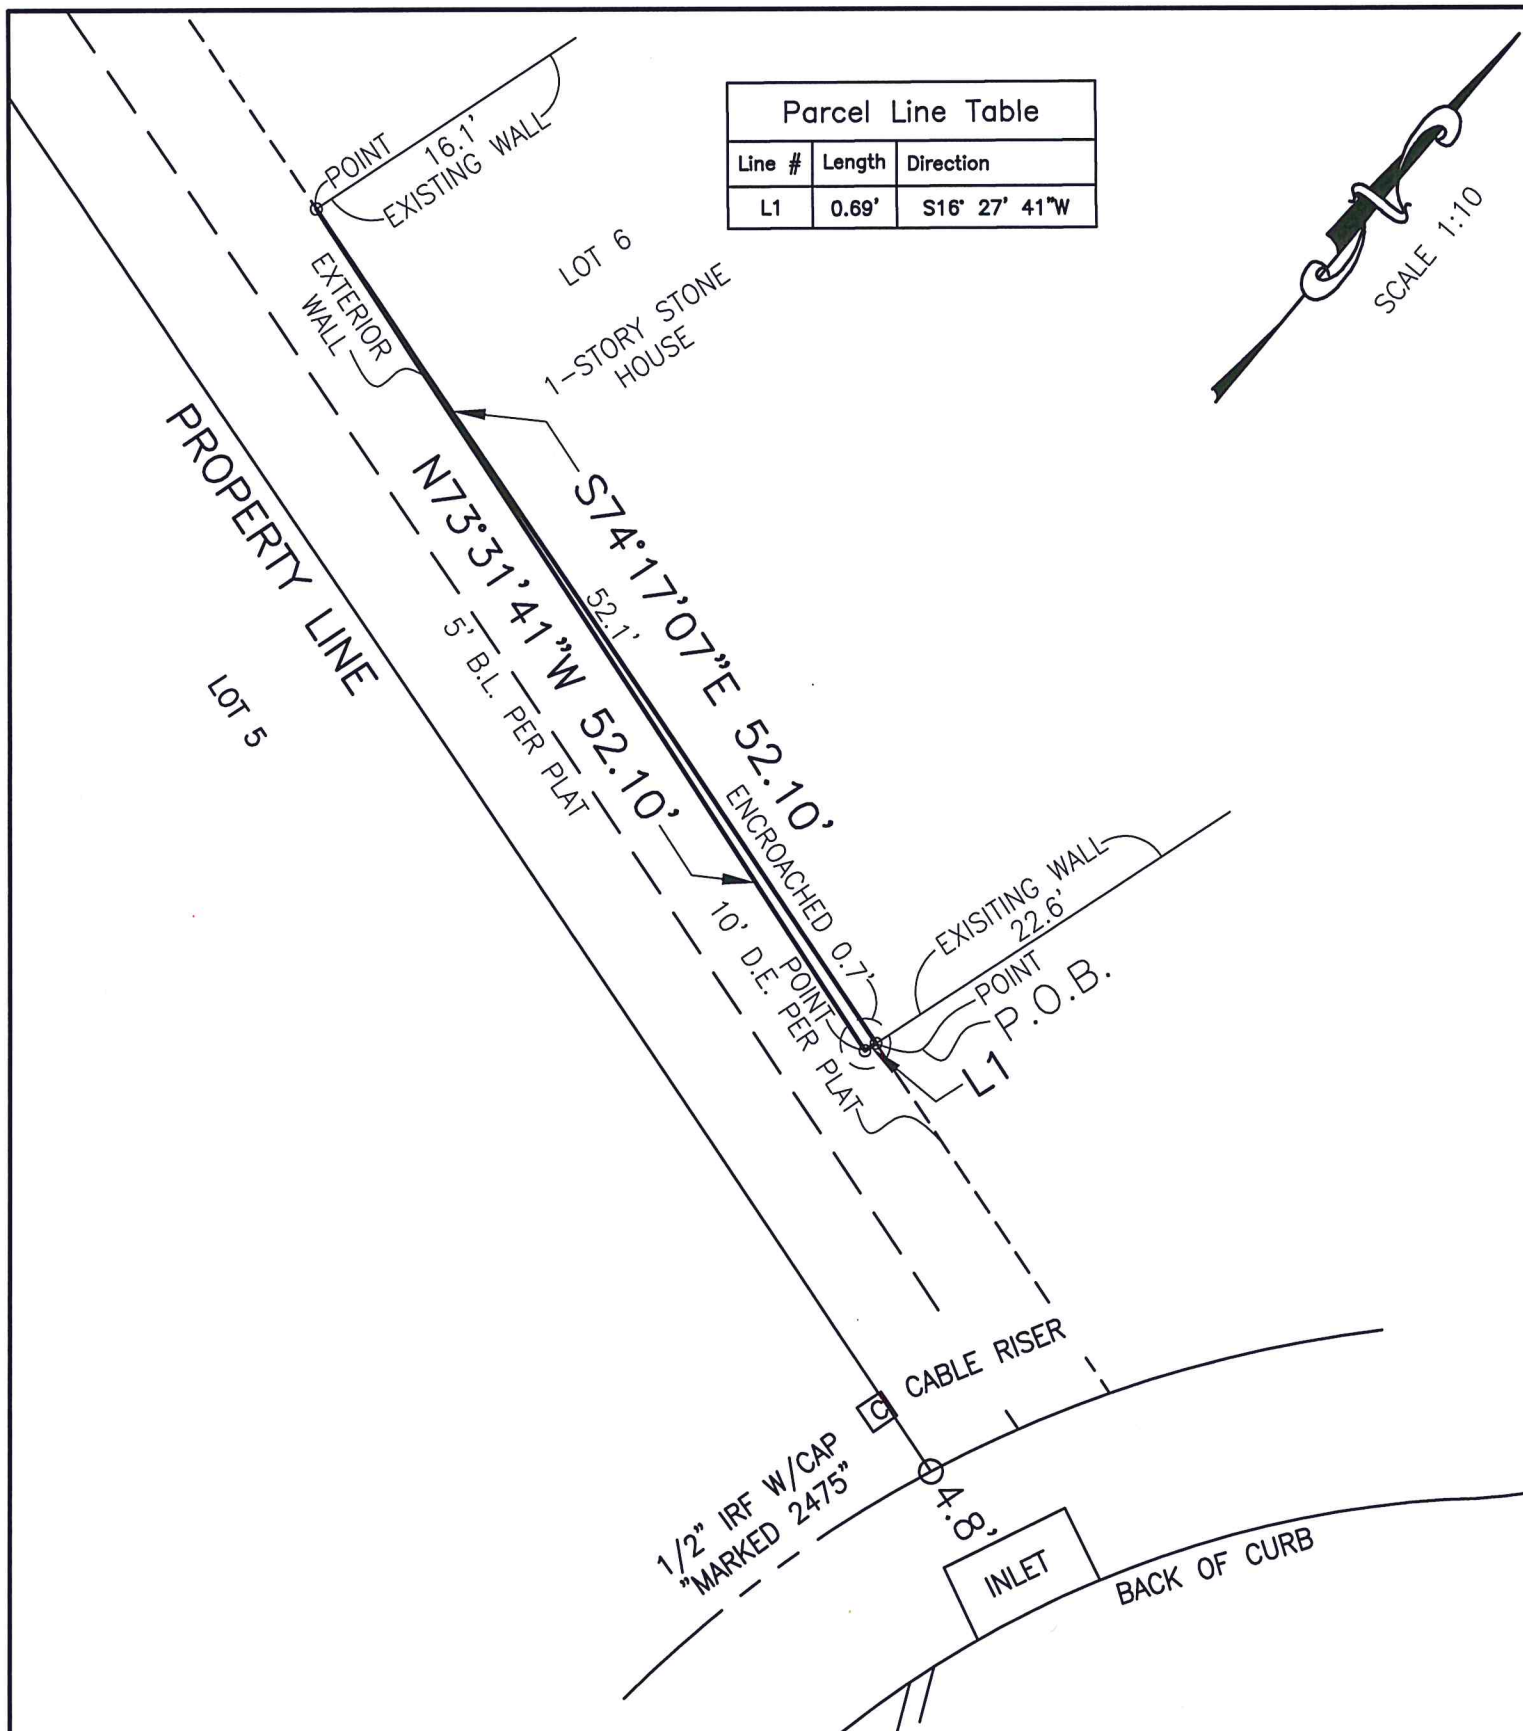 Parcel Line Table
Line # Length Direction
L1 0.69' S16° 27' 41"W
SCALE 1:10
POINT
16.1'
EXISTING WALL
LOT 6
1-STORY STONE
HOUSE
EXTERIOR
WALL
PROPERTY LINE
LOT 5
N73°31'41"W 52.10'
S74°17'07"E 52.10'
52.1'
5' B.L. PER PLAT
ENCROACHED 0.7'
10' D.E. PER PLAT
POINT
EXISITING WALL
22.6'
POINT
P.O.B.
L1
CABLE RISER
C
1/2" IRF W/CAP
"MARKED 2475"
4.8'
INLET
BACK OF CURB